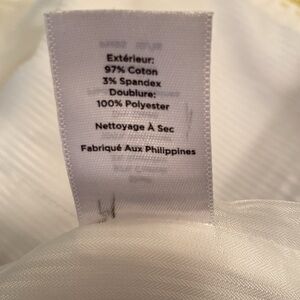 Extérieur:
97% Coton
3% Spandex
Doublure:
100% Polyester
Nettoyage À Sec
Fabriqué Aux Philippines